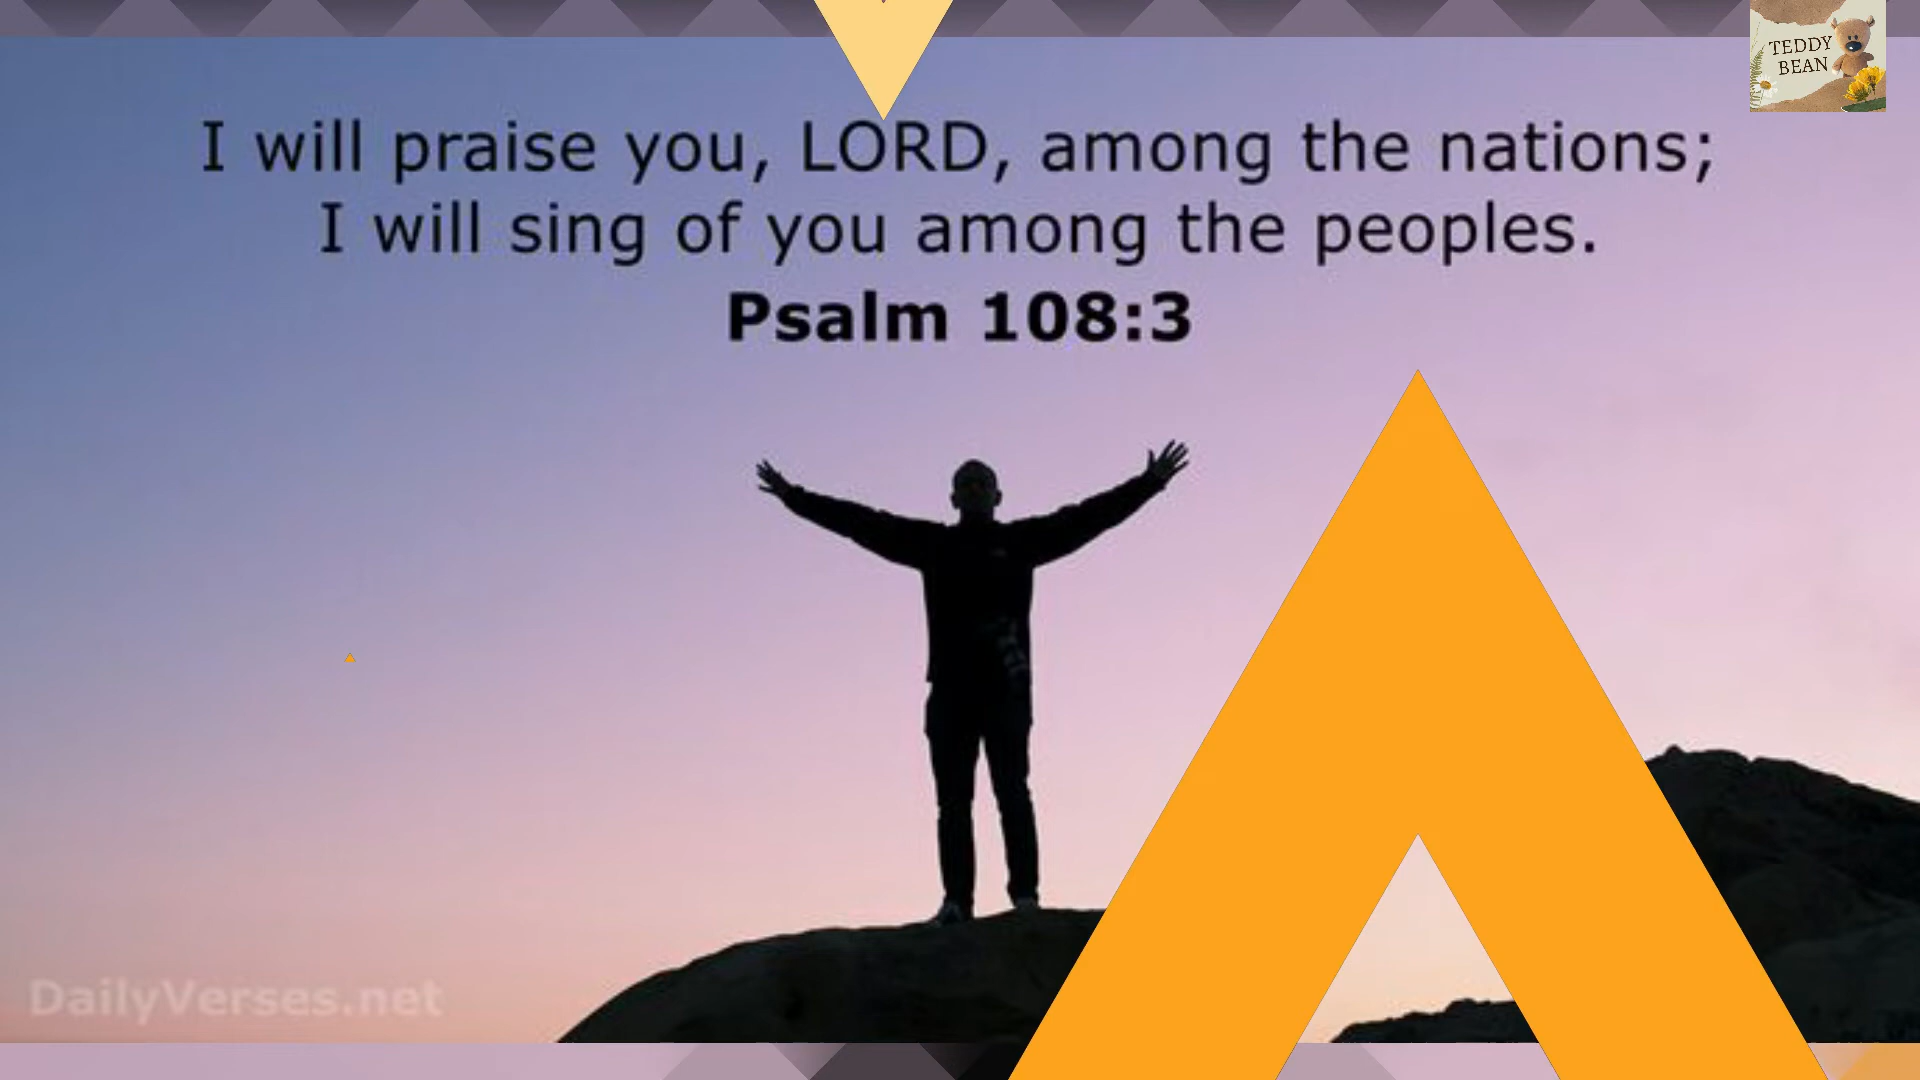 TEDDY
BEAN
I will praise you, LORD, among the nations;
I will sing of you among the peoples.
Psalm 108:3
DailyVerses.net